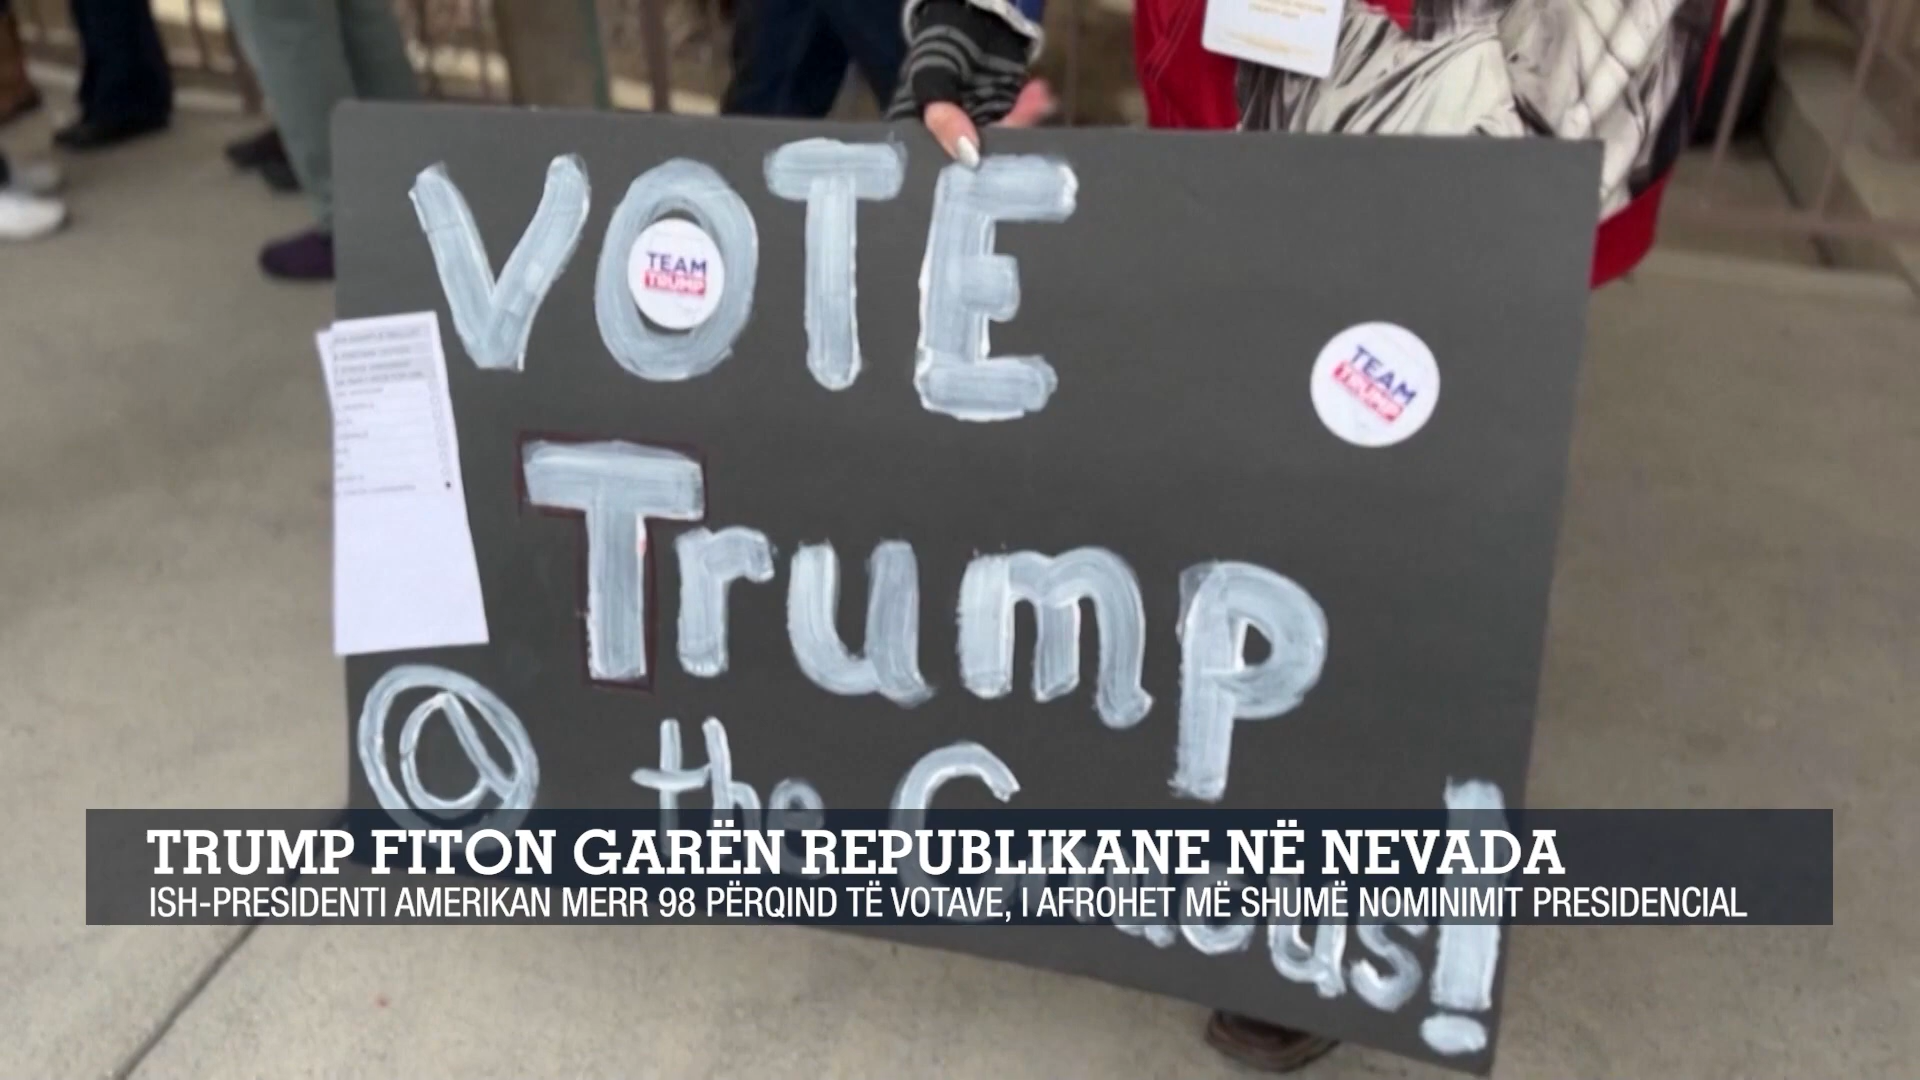 VOTE
TEAM
TRUMP
TEAM
TRUMP
Trump
@ the Caucus!
TRUMP FITON GARËN REPUBLIKANE NË NEVADA
ISH-PRESIDENTI AMERIKAN MERR 98 PËRQIND TË VOTAVE, I AFROHET MË SHUMË NOMINIMIT PRESIDENCIAL